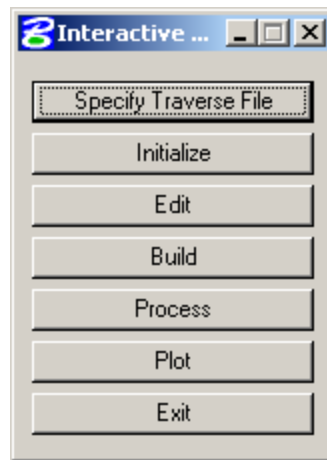 Interactive ...
Specify Traverse File
Initialize
Edit
Build
Process
Plot
Exit